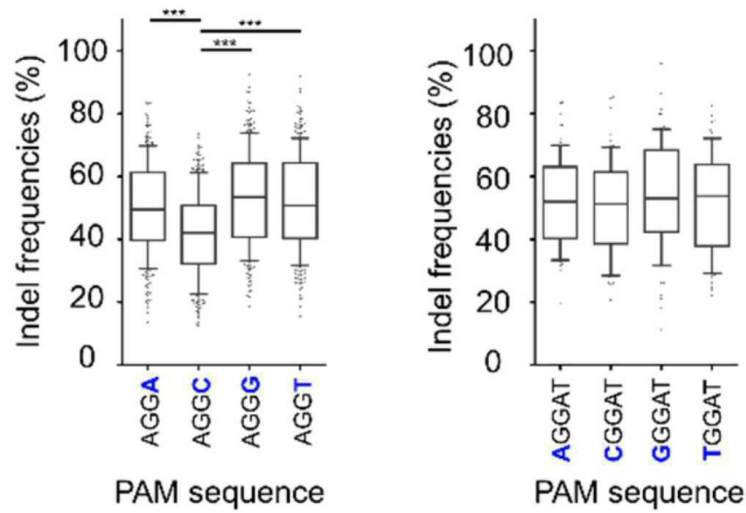 ***
***
***
Indel frequencies (%)
100
80
60
40
20
0
AGGA
AGGC
AGGG
AGGT
PAM sequence
Indel frequencies (%)
100
80
60
40
20
0
AGGAT
CGGAT
GGGAT
TGGAT
PAM sequence